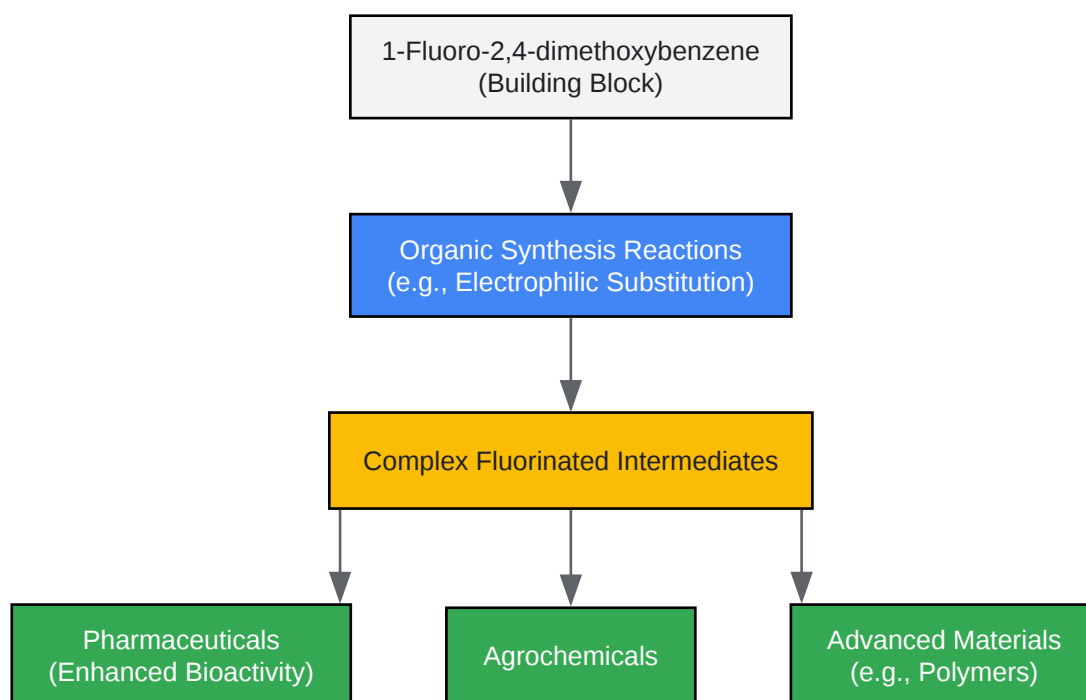 1-Fluoro-2,4-dimethoxybenzene
(Building Block)
Organic Synthesis Reactions
(e.g., Electrophilic Substitution)
Complex Fluorinated Intermediates
Pharmaceuticals
(Enhanced Bioactivity)
Agrochemicals
Advanced Materials
(e.g., Polymers)